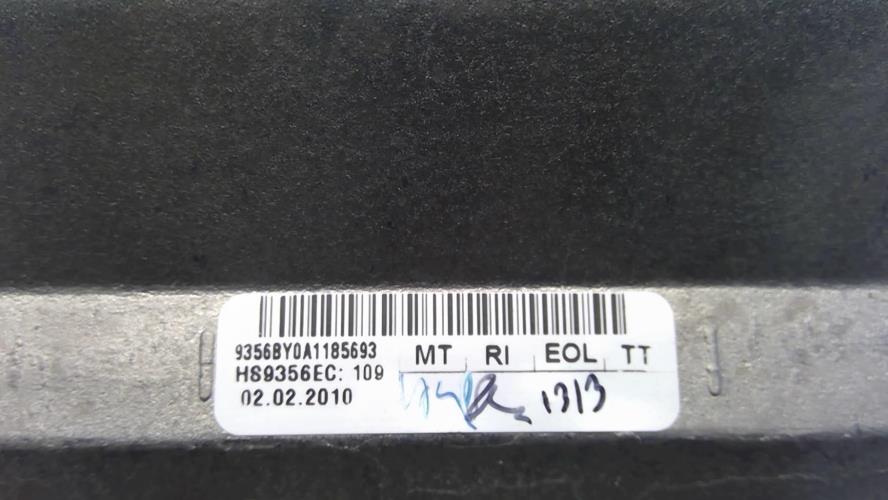 9356BY0A1185693 MT RI EOL TT
HS9356EC: 109
02.02.2010 1313